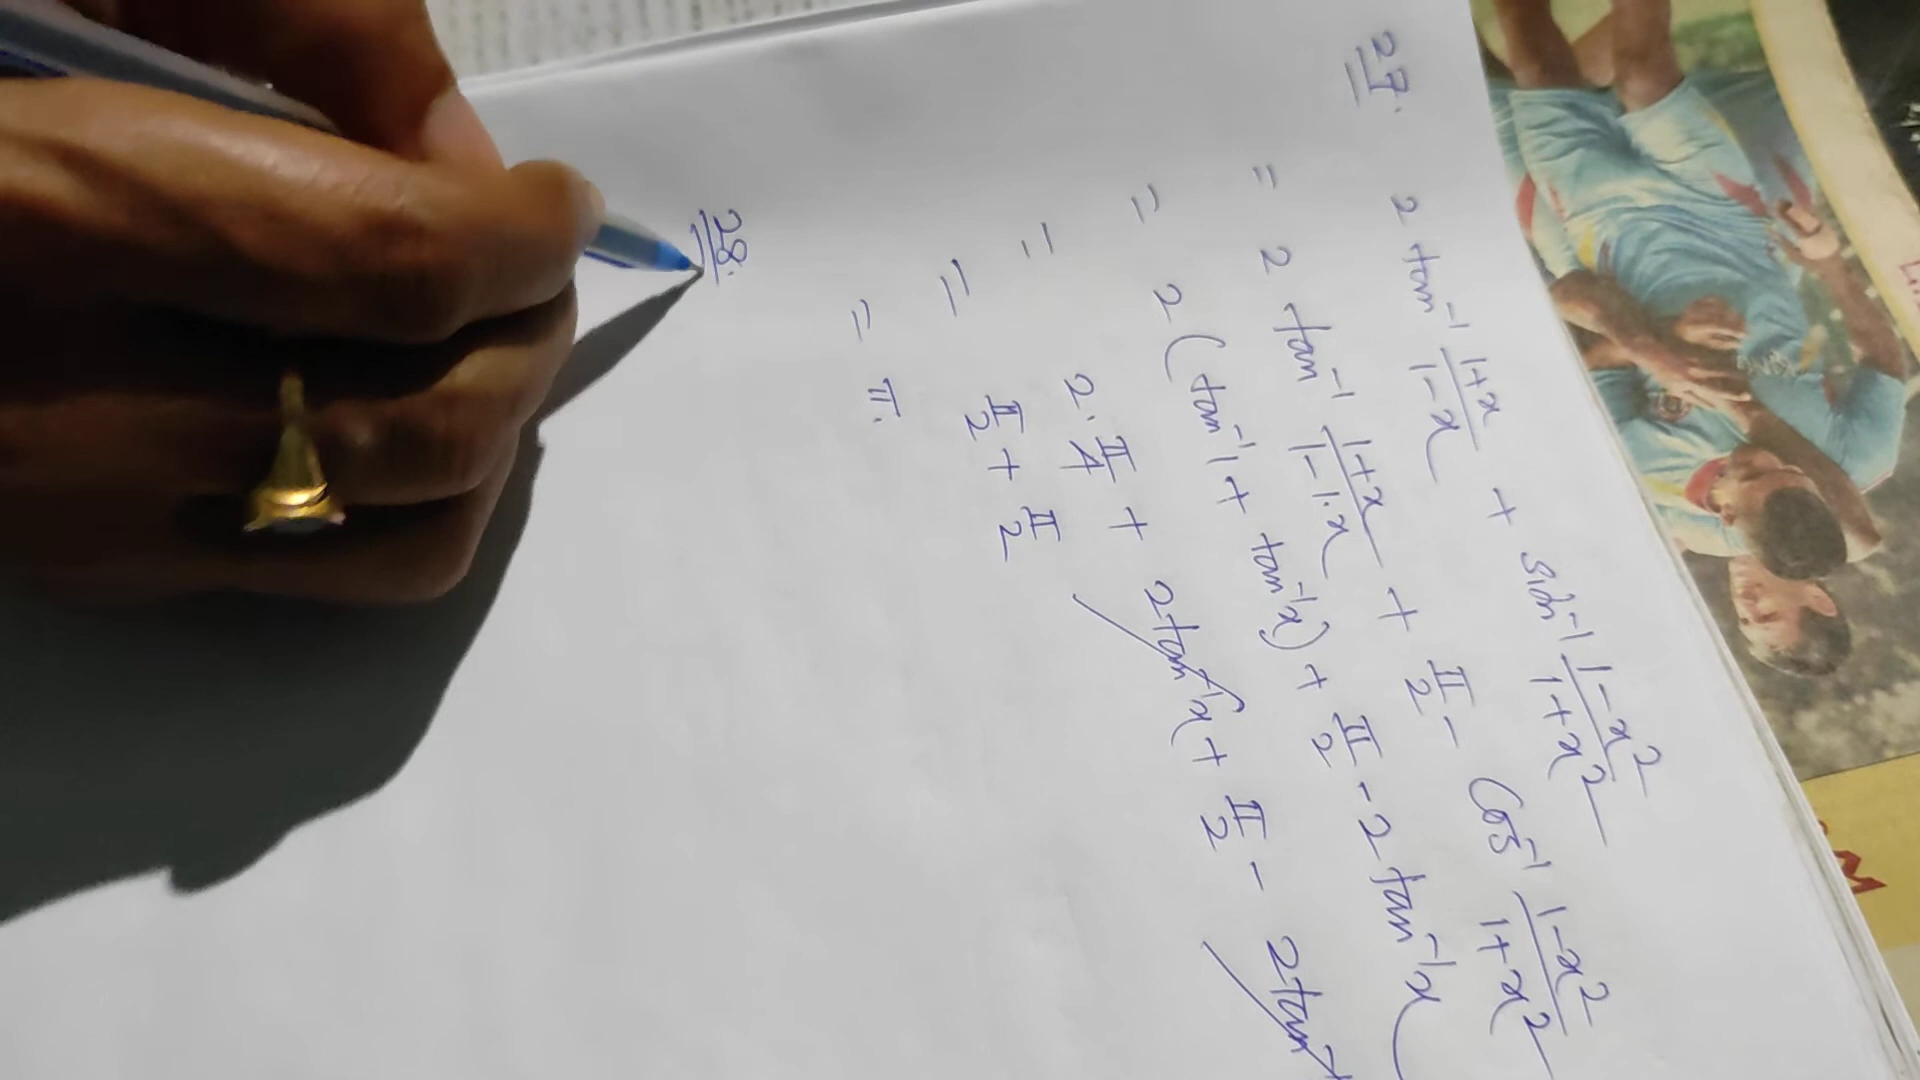 27. 2 tan⁻¹ (1+x)/(1-x) + sin⁻¹ (1-x²)/(1+x²)
= 2 tan⁻¹ (1+x)/(1-1·x) + π/2 - Cos⁻¹ (1-x²)/(1+x²)
= 2 (tan⁻¹1 + tan⁻¹x) + π/2 - 2 tan⁻¹x
= 2·π/4 + 2tan⁻¹x + π/2 - 2tan⁻¹
= π/2 + π/2
= π.
28.